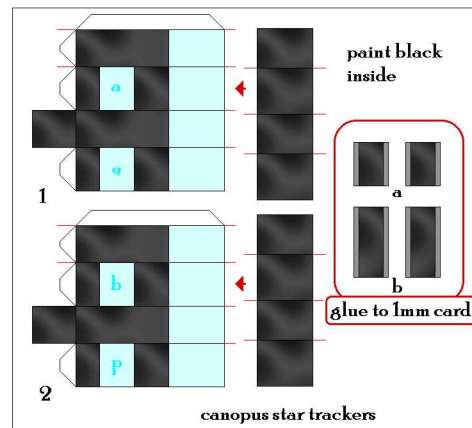 paint black
inside
a
g
1
a
b
glue to 1mm card
b
p
2
canopus star trackers